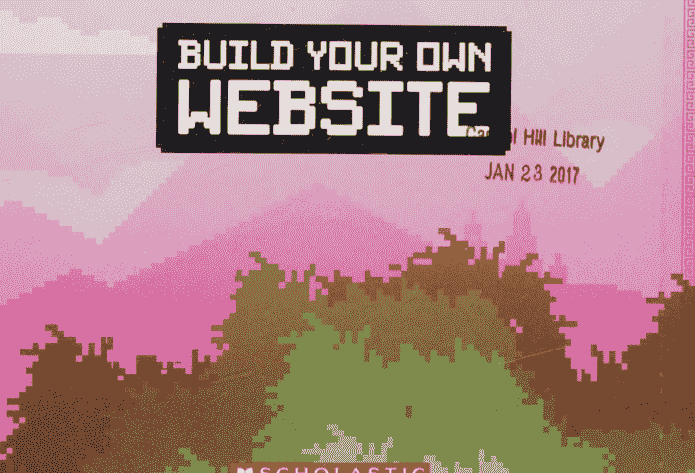 BUILD YOUR OWN
WEBSITE
Hill Library
JAN 23 2017
SCHOLASTIC